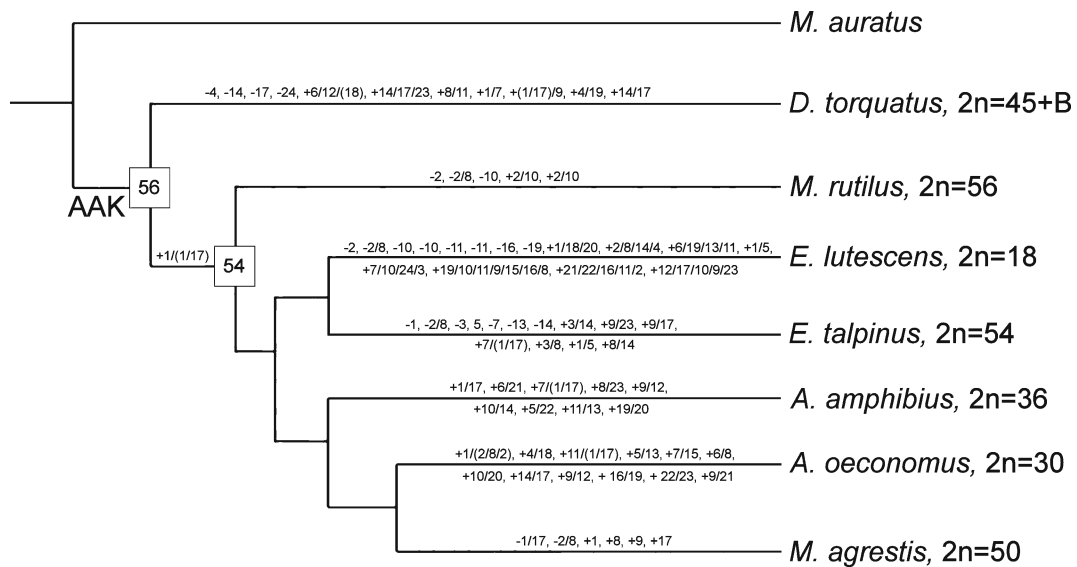 M. auratus
-4, -14, -17, -24, +6/12/(18), +14/17/23, +8/11, +1/7, +(1/17)/9, +4/19, +14/17
D. torquatus, 2n=45+B
56
AAK
-2, -2/8, -10, +2/10, +2/10
M. rutilus, 2n=56
+1/(1/17)
54
-2, -2/8, -10, -10, -11, -11, -16, -19,+1/18/20, +2/8/14/4, +6/19/13/11, +1/5,
+7/10/24/3, +19/10/11/9/15/16/8, +21/22/16/11/2, +12/17/10/9/23
E. lutescens, 2n=18
-1, -2/8, -3, 5, -7, -13, -14, +3/14, +9/23, +9/17,
+7/(1/17), +3/8, +1/5, +8/14
E. talpinus, 2n=54
+1/17, +6/21, +7/(1/17), +8/23, +9/12,
+10/14, +5/22, +11/13, +19/20
A. amphibius, 2n=36
+1/(2/8/2), +4/18, +11/(1/17), +5/13, +7/15, +6/8,
+10/20, +14/17, +9/12, + 16/19, + 22/23, +9/21
A. oeconomus, 2n=30
-1/17, -2/8, +1, +8, +9, +17
M. agrestis, 2n=50